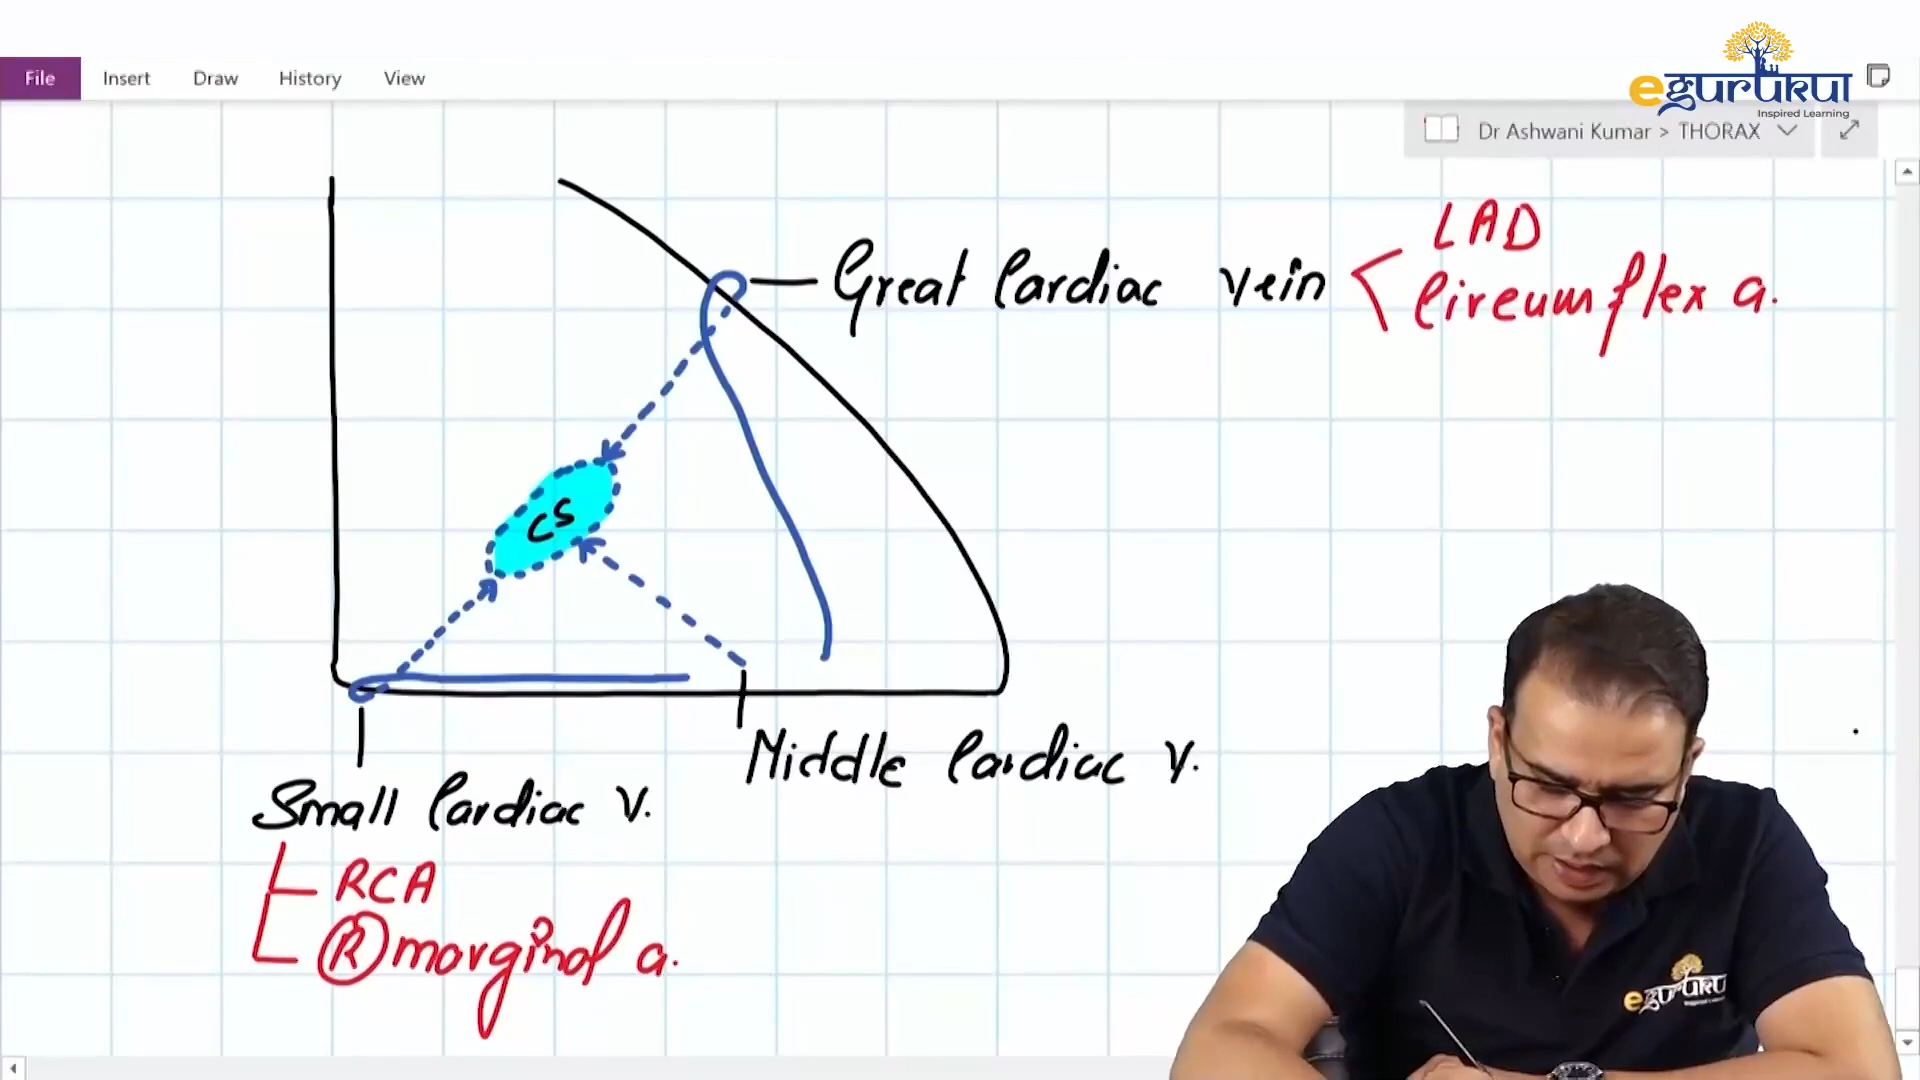 egurukul
Inspired Learning
File Insert Draw History View
Dr Ashwani Kumar > THORAX
LAD
Great Cardiac Vein
Circumflex a.
CS
Middle Cardiac V.
Small Cardiac V.
RCA
R marginal a.
egurukul